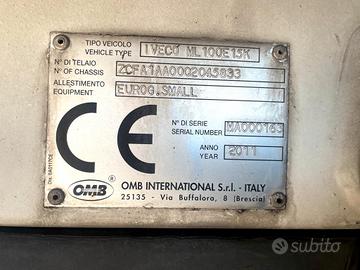 TIPO VEICOLO
VEHICLE TYPE
IVECO ML100E15K
N° DI TELAIO
N° OF CHASSIS
ZCFA1AA0002045833
ALLESTIMENTO
EQUIPMENT
EUROG.SMALL
CE
N° DI SERIE
SERIAL NUMBER
MA000163
ANNO
YEAR
2011
OMB ®
OMB INTERNATIONAL S.r.l. - ITALY
25135 - Via Buffalora, 8 (Brescia)
subito